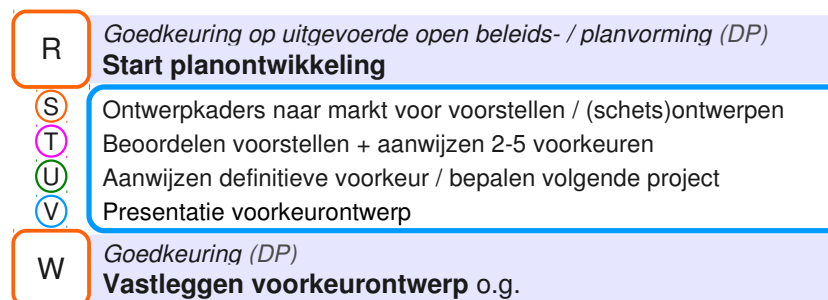 R
Goedkeuring op uitgevoerde open beleids- / planvorming (DP)
Start planontwikkeling
S Ontwerpkaders naar markt voor voorstellen / (schets)ontwerpen
T Beoordelen voorstellen + aanwijzen 2-5 voorkeuren
U Aanwijzen definitieve voorkeur / bepalen volgende project
V Presentatie voorkeurontwerp
W
Goedkeuring (DP)
Vastleggen voorkeurontwerp o.g.